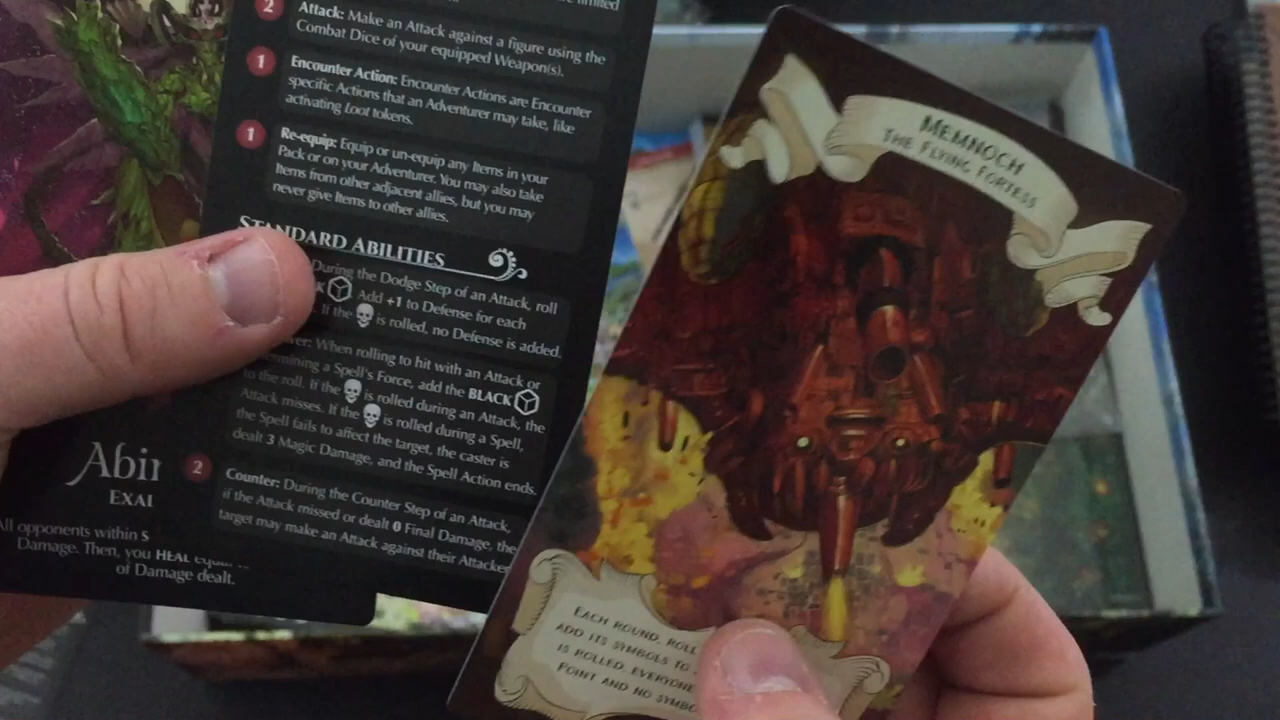 limited
2
Attack: Make an Attack against a figure using the
Combat Dice of your equipped Weapon(s).
1
Encounter Action: Encounter Actions are Encounter
specific Actions that an Adventurer may take, like
activating Loot tokens.
1
Re-equip: Equip or un-equip any Items in your
Pack or on your Adventurer. You may also take
Items from other adjacent allies, but you may
never give Items to other allies.
STANDARD ABILITIES
During the Dodge Step of an Attack, roll
Add +1 to Defense for each
If the is rolled, no Defense is added.
When rolling to hit with an Attack or
a Spell's Force, add the BLACK
to the roll. If the is rolled during an Attack, the
Attack misses. If the is rolled during a Spell,
the Spell fails to affect the target, the caster is
dealt 3 Magic Damage, and the Spell Action ends.
2
Counter: During the Counter Step of an Attack,
if the Attack missed or dealt 0 Final Damage, the
target may make an Attack against their Attacker
All opponents within
Damage. Then, you HEAL
of Damage dealt.
MEMNOCH
THE FLYING FORTESS
EACH ROUND, ROLL
ADD ITS SYMBOLS TO
IS ROLLED, EVERYONE
POINT AND NO